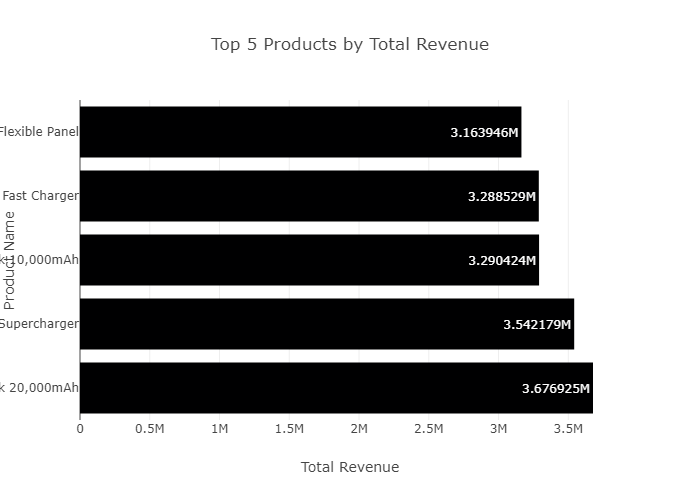 Top 5 Products by Total Revenue
Flexible Panel
3.163946M
Fast Charger
3.288529M
k 10,000mAh
3.290424M
Supercharger
3.542179M
k 20,000mAh
3.676925M
Product Name
0 0.5M 1M 1.5M 2M 2.5M 3M 3.5M
Total Revenue